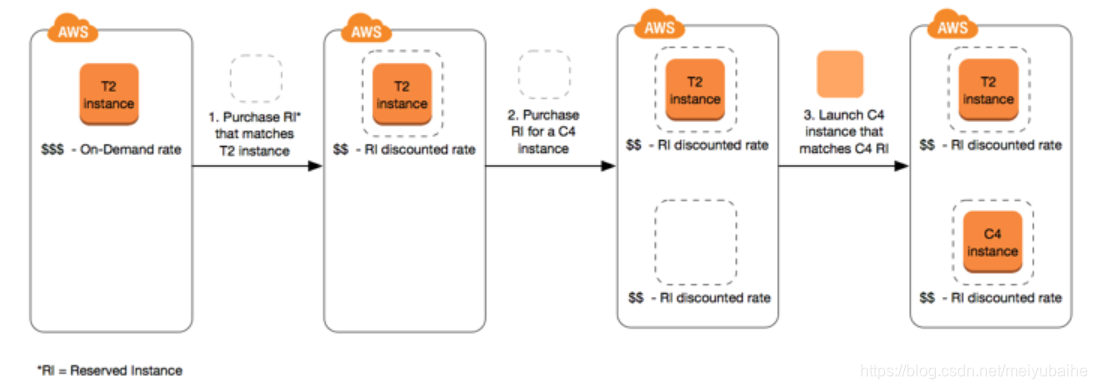 AWS
T2
instance
$$$ - On-Demand rate
1. Purchase RI*
that matches
T2 instance
AWS
T2
instance
$$ - RI discounted rate
2. Purchase
RI for a C4
instance
AWS
T2
instance
$$ - RI discounted rate
$$ - RI discounted rate
3. Launch C4
instance that
matches C4 RI
AWS
T2
instance
$$ - RI discounted rate
C4
instance
$$ - RI discounted rate
*RI = Reserved Instance
https://blog.csdn.net/meiyubaihe